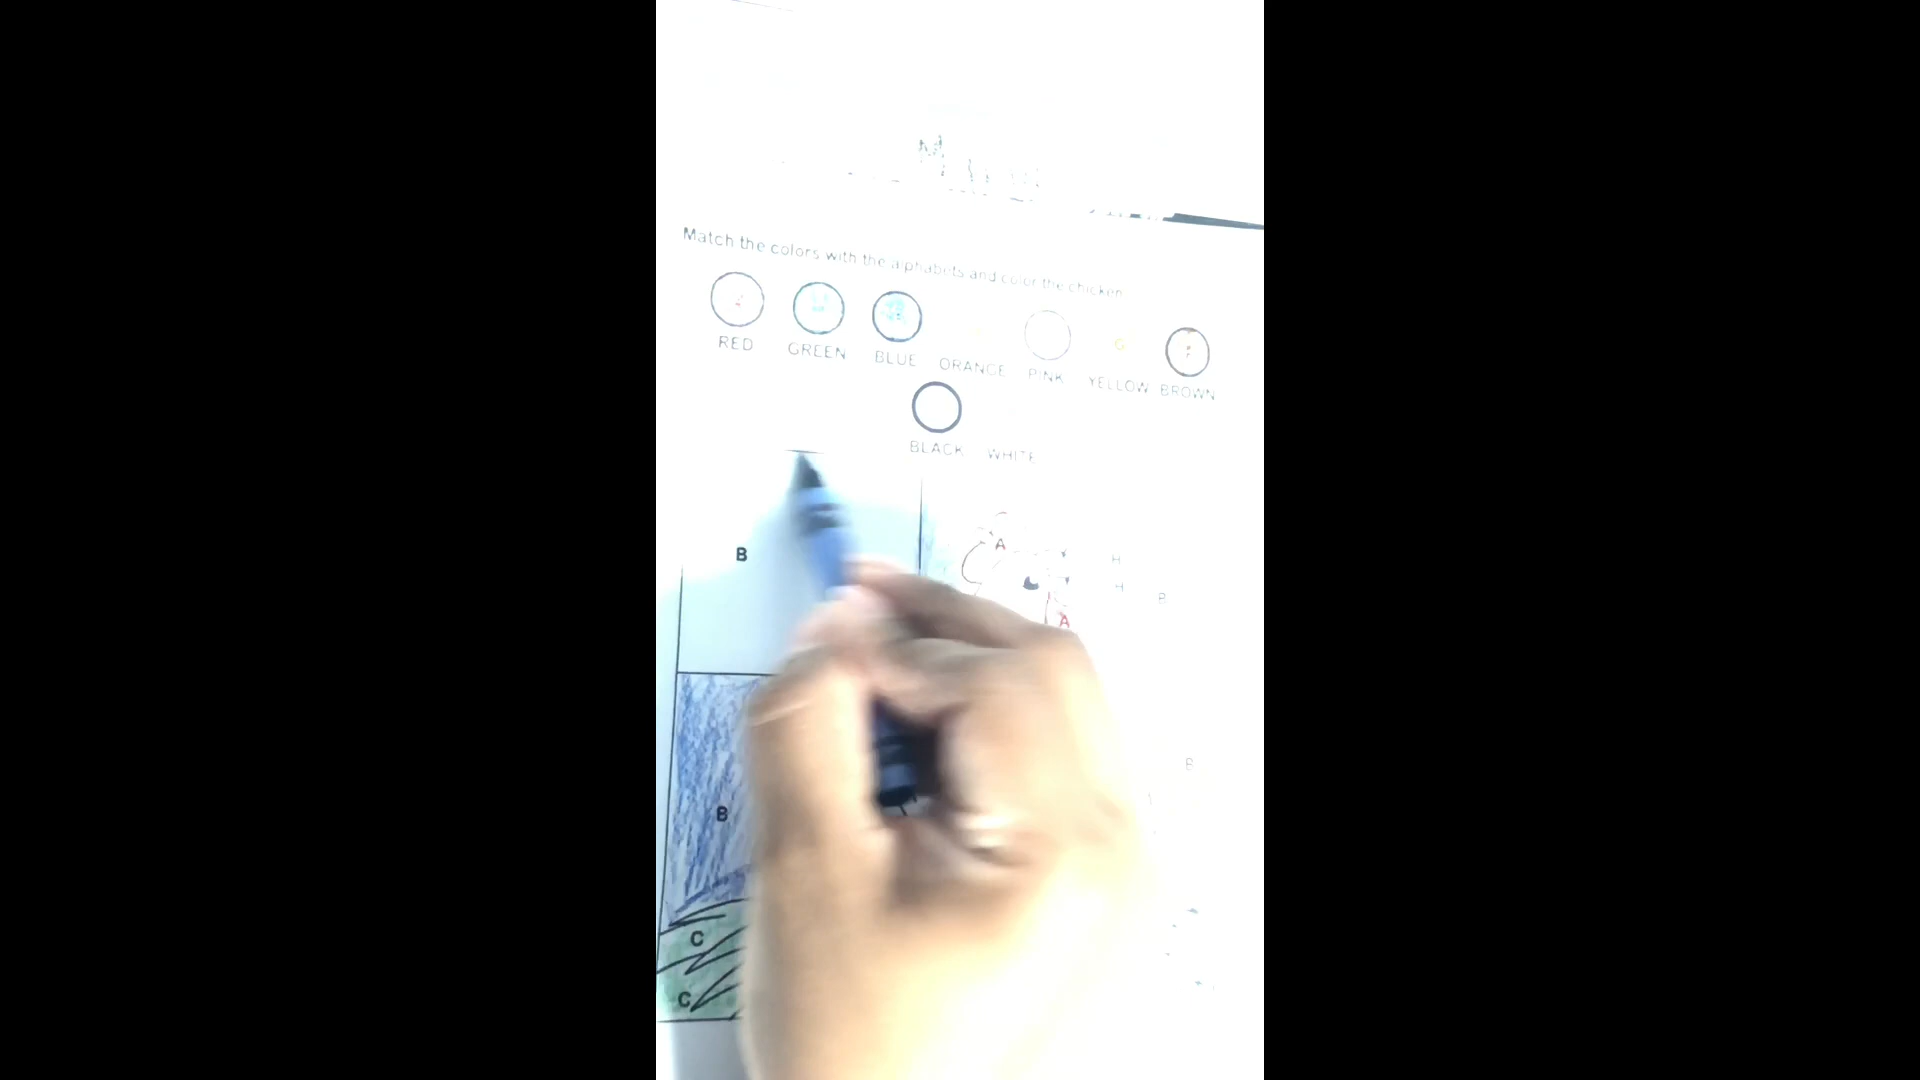 Match the colors with the alphabets and color the chicken
RED GREEN BLUE ORANGE PINK YELLOW BROWN
BLACK WHITE
B
A
H
H
B
A
B
B
C
C